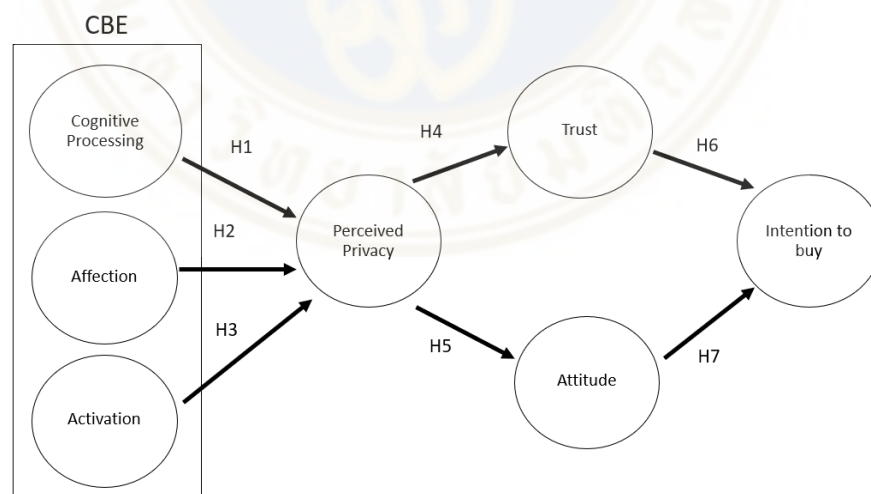 CBE
Cognitive
Processing
H1
H2
Affection
H3
Activation
Perceived
Privacy
H4
H5
Trust
Attitude
H6
H7
Intention to
buy